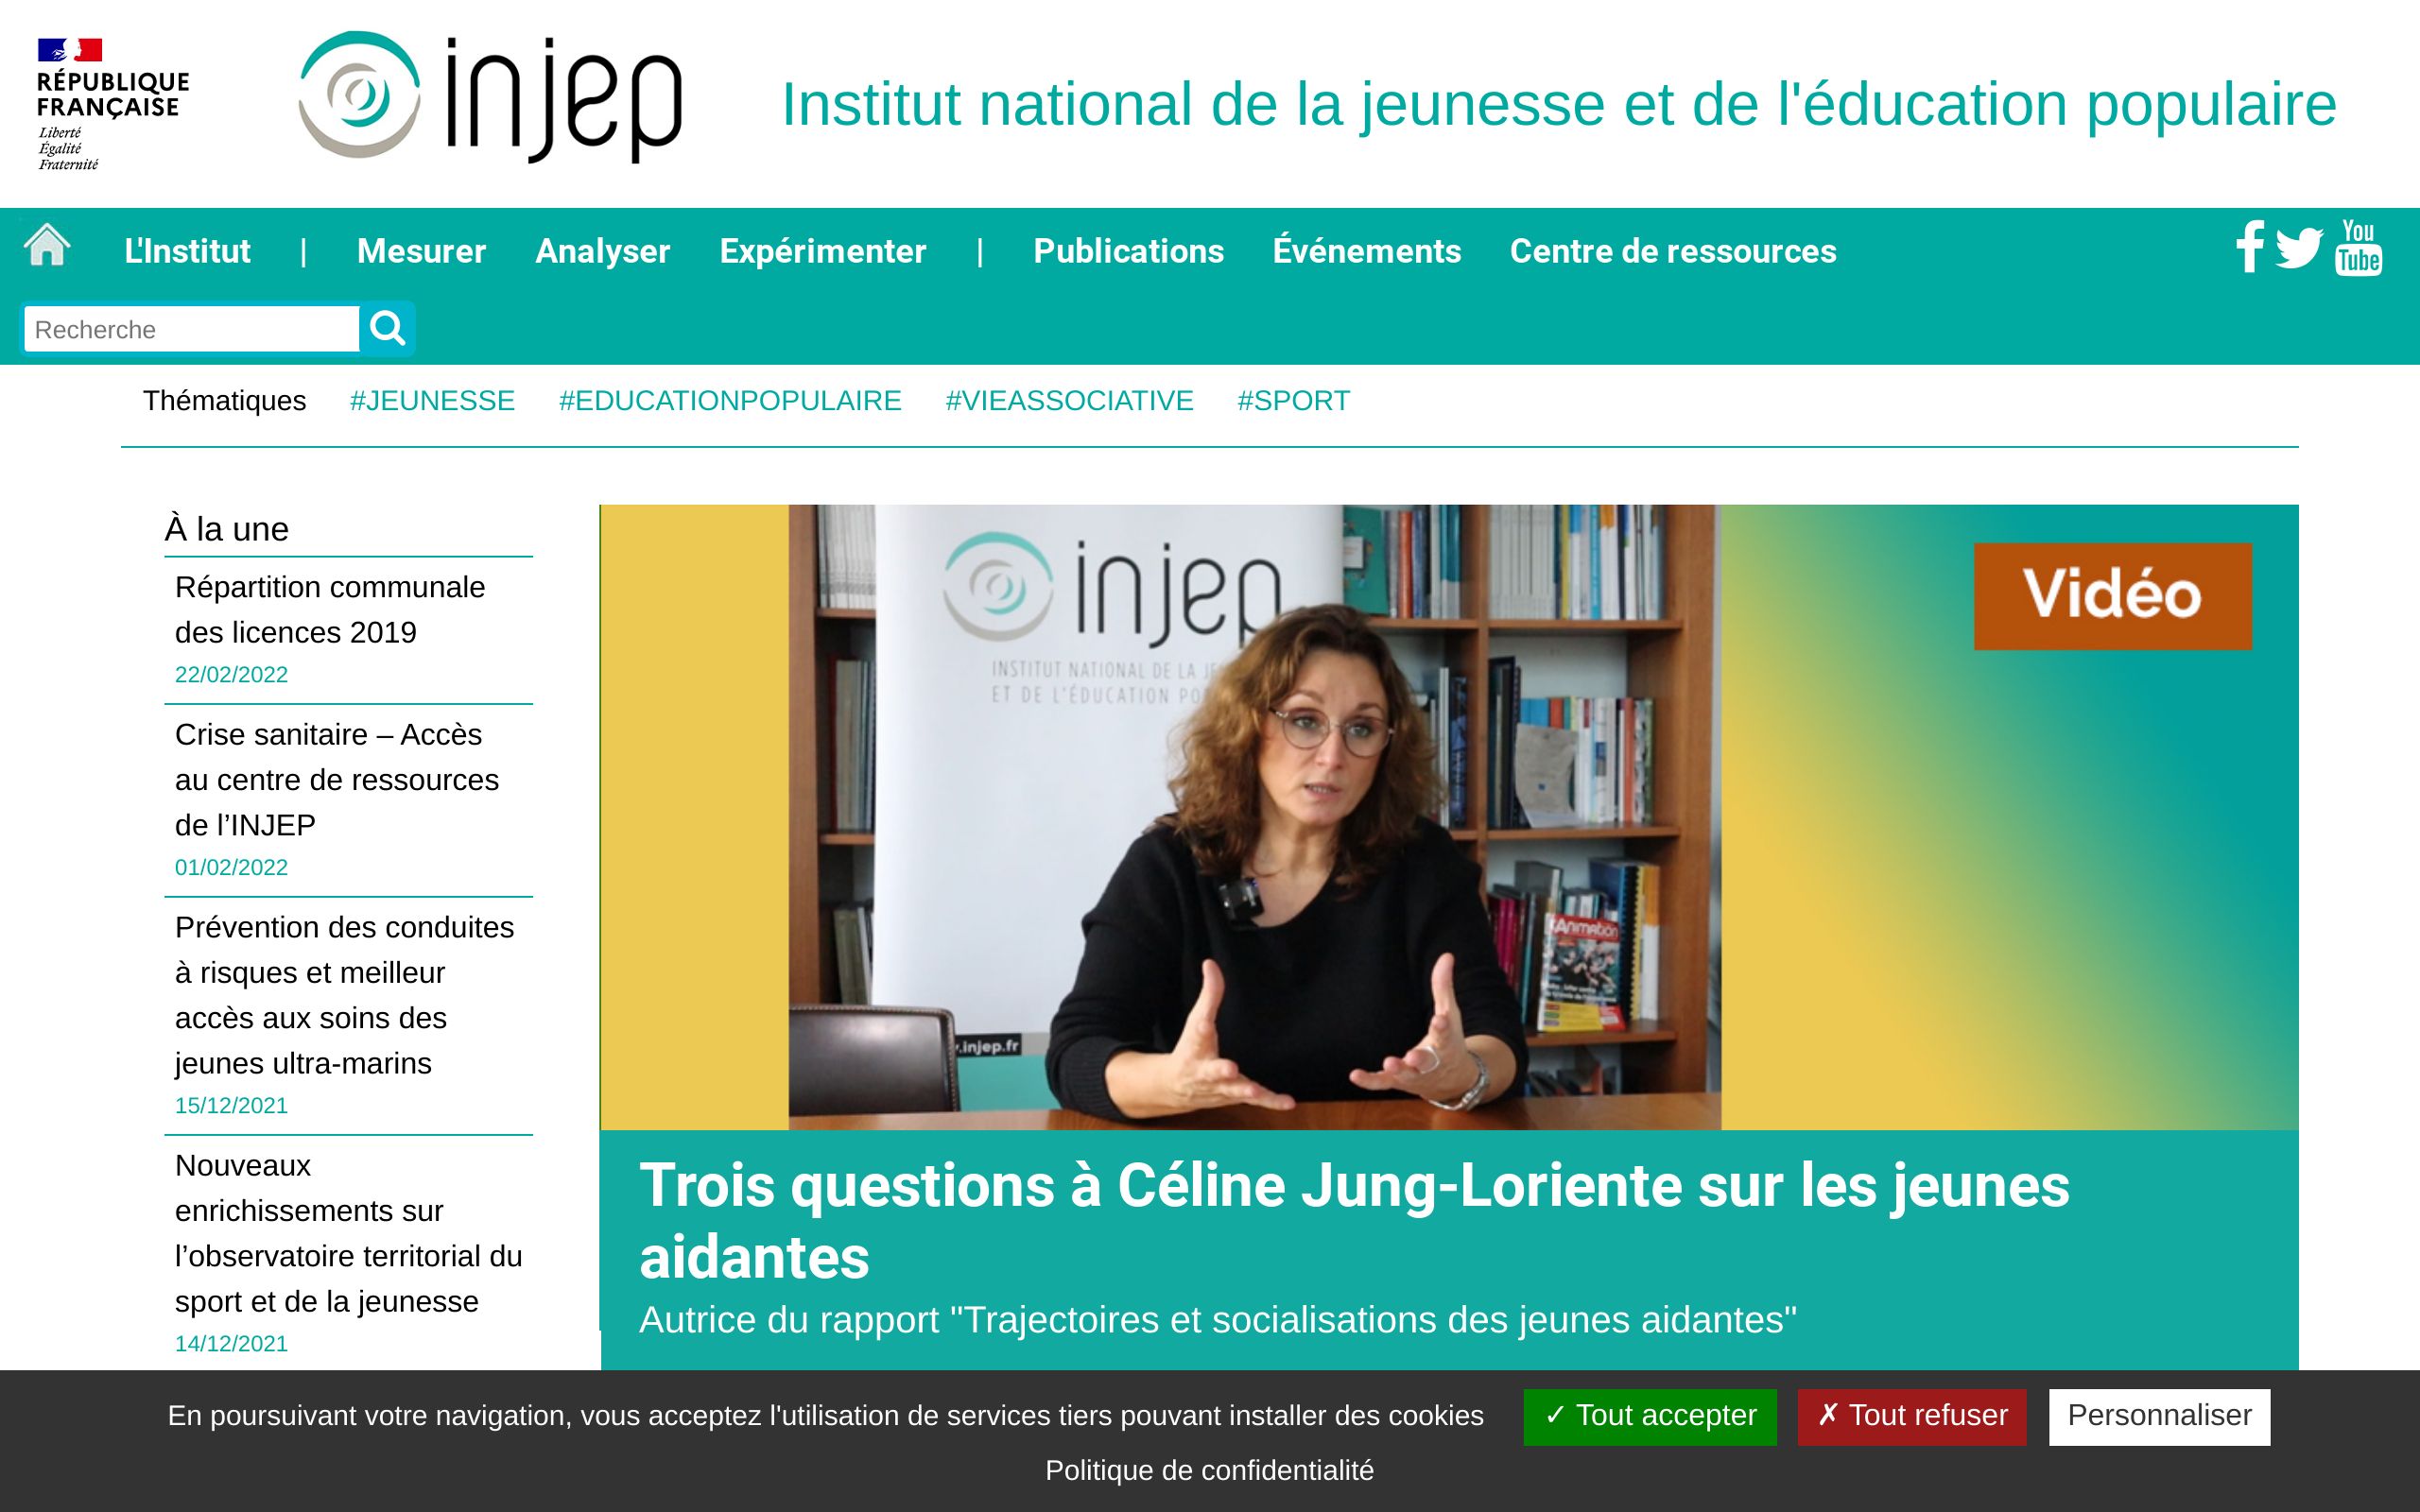 RÉPUBLIQUE
FRANÇAISE
Liberté
Égalité
Fraternité
injep
Institut national de la jeunesse et de l'éducation populaire
L'Institut | Mesurer Analyser Expérimenter | Publications Événements Centre de ressources
You
Tube
Recherche
Thématiques #JEUNESSE #EDUCATIONPOPULAIRE #VIEASSOCIATIVE #SPORT
À la une
Répartition communale
des licences 2019
22/02/2022
Crise sanitaire – Accès
au centre de ressources
de l’INJEP
01/02/2022
Prévention des conduites
à risques et meilleur
accès aux soins des
jeunes ultra-marins
15/12/2021
Nouveaux
enrichissements sur
l’observatoire territorial du
sport et de la jeunesse
14/12/2021
injep
INSTITUT NATIONAL DE LA JE
ET DE L'ÉDUCATION PO
.injep.fr
Animation
Vidéo
Trois questions à Céline Jung-Loriente sur les jeunes
aidantes
Autrice du rapport "Trajectoires et socialisations des jeunes aidantes"
En poursuivant votre navigation, vous acceptez l'utilisation de services tiers pouvant installer des cookies ✓ Tout accepter ✗ Tout refuser Personnaliser
Politique de confidentialité